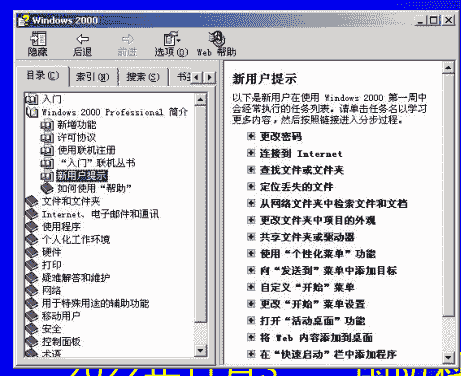 Windows 2000
隐藏 后退 前进 选项(O) Web 帮助
目录(C) 索引(N) 搜索(S) 书
入门
Windows 2000 Professional 简介
新增功能
许可协议
使用联机注册
“入门”联机丛书
新用户提示
如何使用“帮助”
文件和文件夹
Internet、电子邮件和通讯
使用程序
个人化工作环境
硬件
打印
疑难解答和维护
网络
用于特殊用途的辅助功能
移动用户
安全
控制面板
术语
新用户提示
以下是新用户在使用 Windows 2000 第一周中
会经常执行的任务列表。请单击任务名以学习
更多内容，然后按照链接进入分步过程。
更改密码
连接到 Internet
查找文件或文件夹
定位丢失的文件
从网络文件夹中检索文件和文档
更改文件夹中项目的外观
共享文件夹或驱动器
使用“个性化菜单”功能
向“发送到”菜单中添加目标
自定义“开始”菜单
更改“开始”菜单设置
打开“活动桌面”功能
将 Web 内容添加到桌面
在“快速启动”栏中添加程序